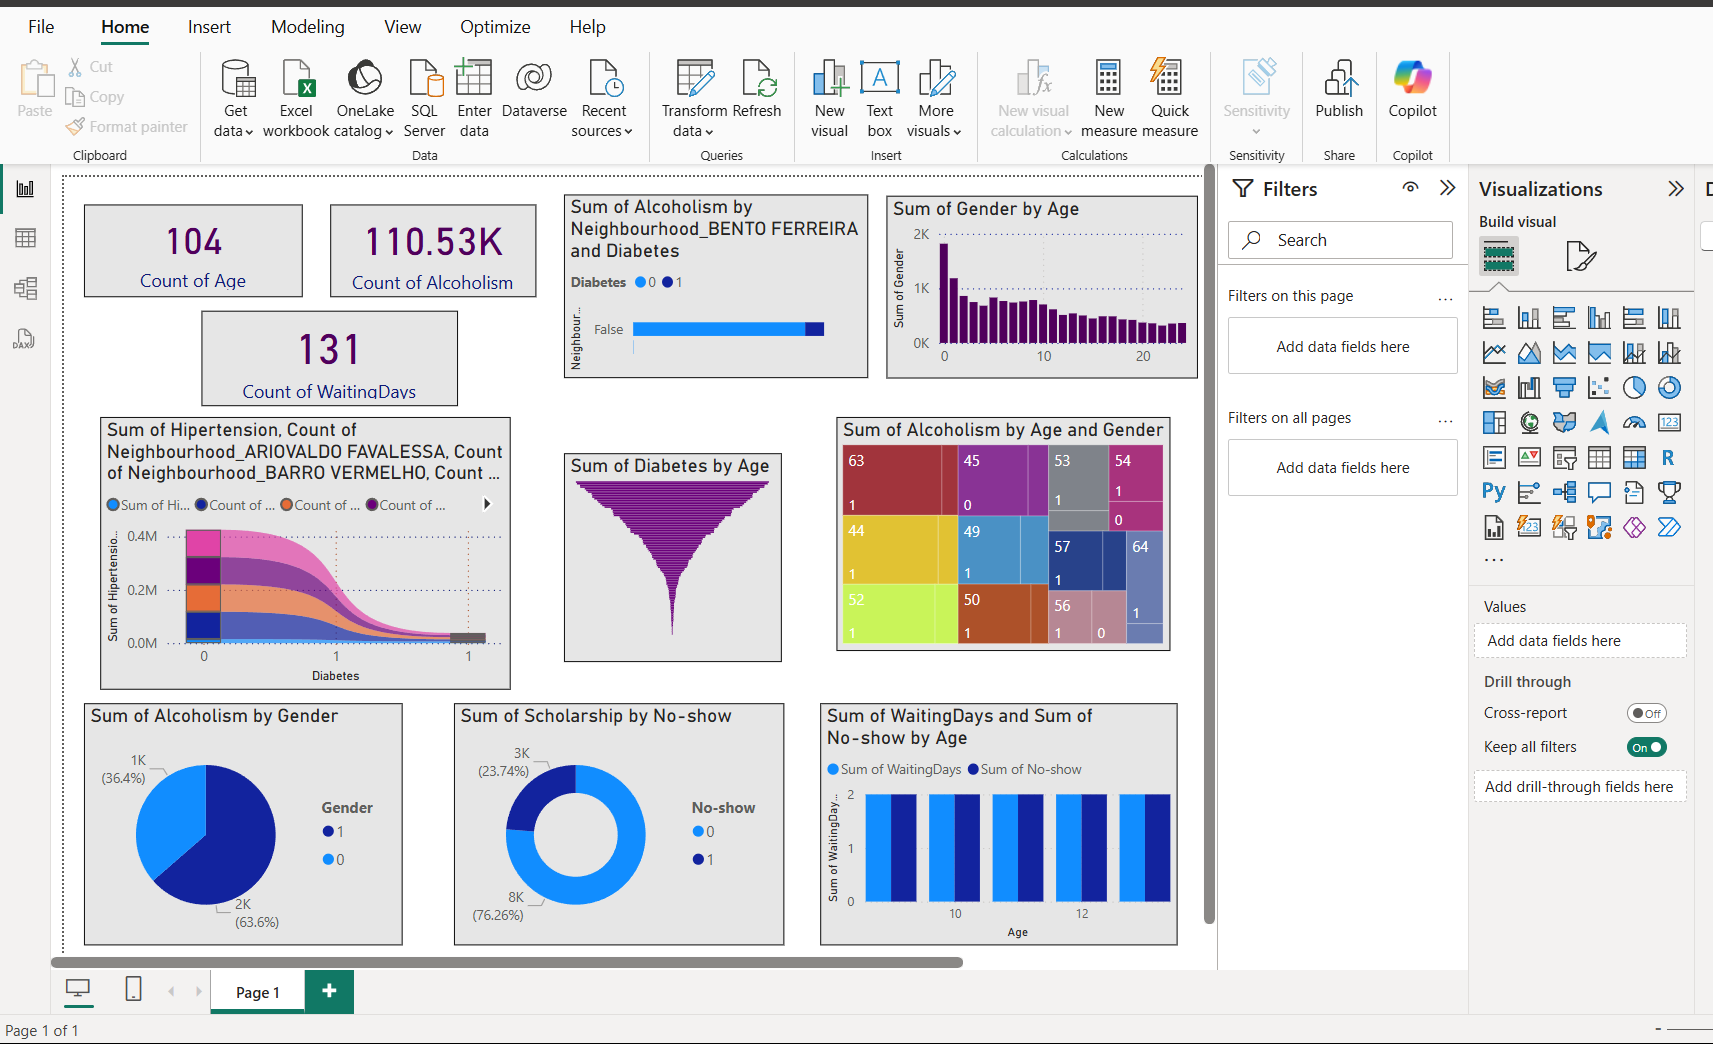 File Home Insert Modeling View Optimize Help
Paste
Cut
Copy
Format painter
Clipboard
Get data
Excel workbook
OneLake catalog
SQL Server
Enter data
Dataverse
Recent sources
Data
Transform data
Refresh
Queries
New visual
Text box
More visuals
Insert
New visual calculation
New measure
Quick measure
Calculations
Sensitivity
Sensitivity
Publish
Share
Copilot
Copilot
104
Count of Age
110.53K
Count of Alcoholism
131
Count of WaitingDays
Sum of Alcoholism by
Neighbourhood_BENTO FERREIRA
and Diabetes
Diabetes 0 1
Neighbour...
False
Sum of Gender by Age
Sum of Gender
2K
1K
0K
0 10 20
Sum of Hipertension, Count of
Neighbourhood_ARIOVALDO FAVALESSA, Count
of Neighbourhood_BARRO VERMELHO, Count ...
Sum of Hi... Count of ... Count of ... Count of ...
Sum of Hipertensio...
0.4M
0.2M
0.0M
0 1 1
Diabetes
Sum of Diabetes by Age
Sum of Alcoholism by Age and Gender
63
1
45
0
53
1
54
1
0
44
1
49
1
57
1
64
1
52
1
50
1
56
1 0
Sum of Alcoholism by Gender
1K
(36.4%)
2K
(63.6%)
Gender
1
0
Sum of Scholarship by No-show
3K
(23.74%)
8K
(76.26%)
No-show
0
1
Sum of WaitingDays and Sum of
No-show by Age
Sum of WaitingDays Sum of No-show
Sum of WaitingDay...
2
1
0
10 12
Age
Filters
Search
Filters on this page ...
Add data fields here
Filters on all pages ...
Add data fields here
Visualizations
Build visual
123
R
Py
123
...
Values
Add data fields here
Drill through
Cross-report Off
Keep all filters On
Add drill-through fields here
DAX
Page 1 +
Page 1 of 1
-